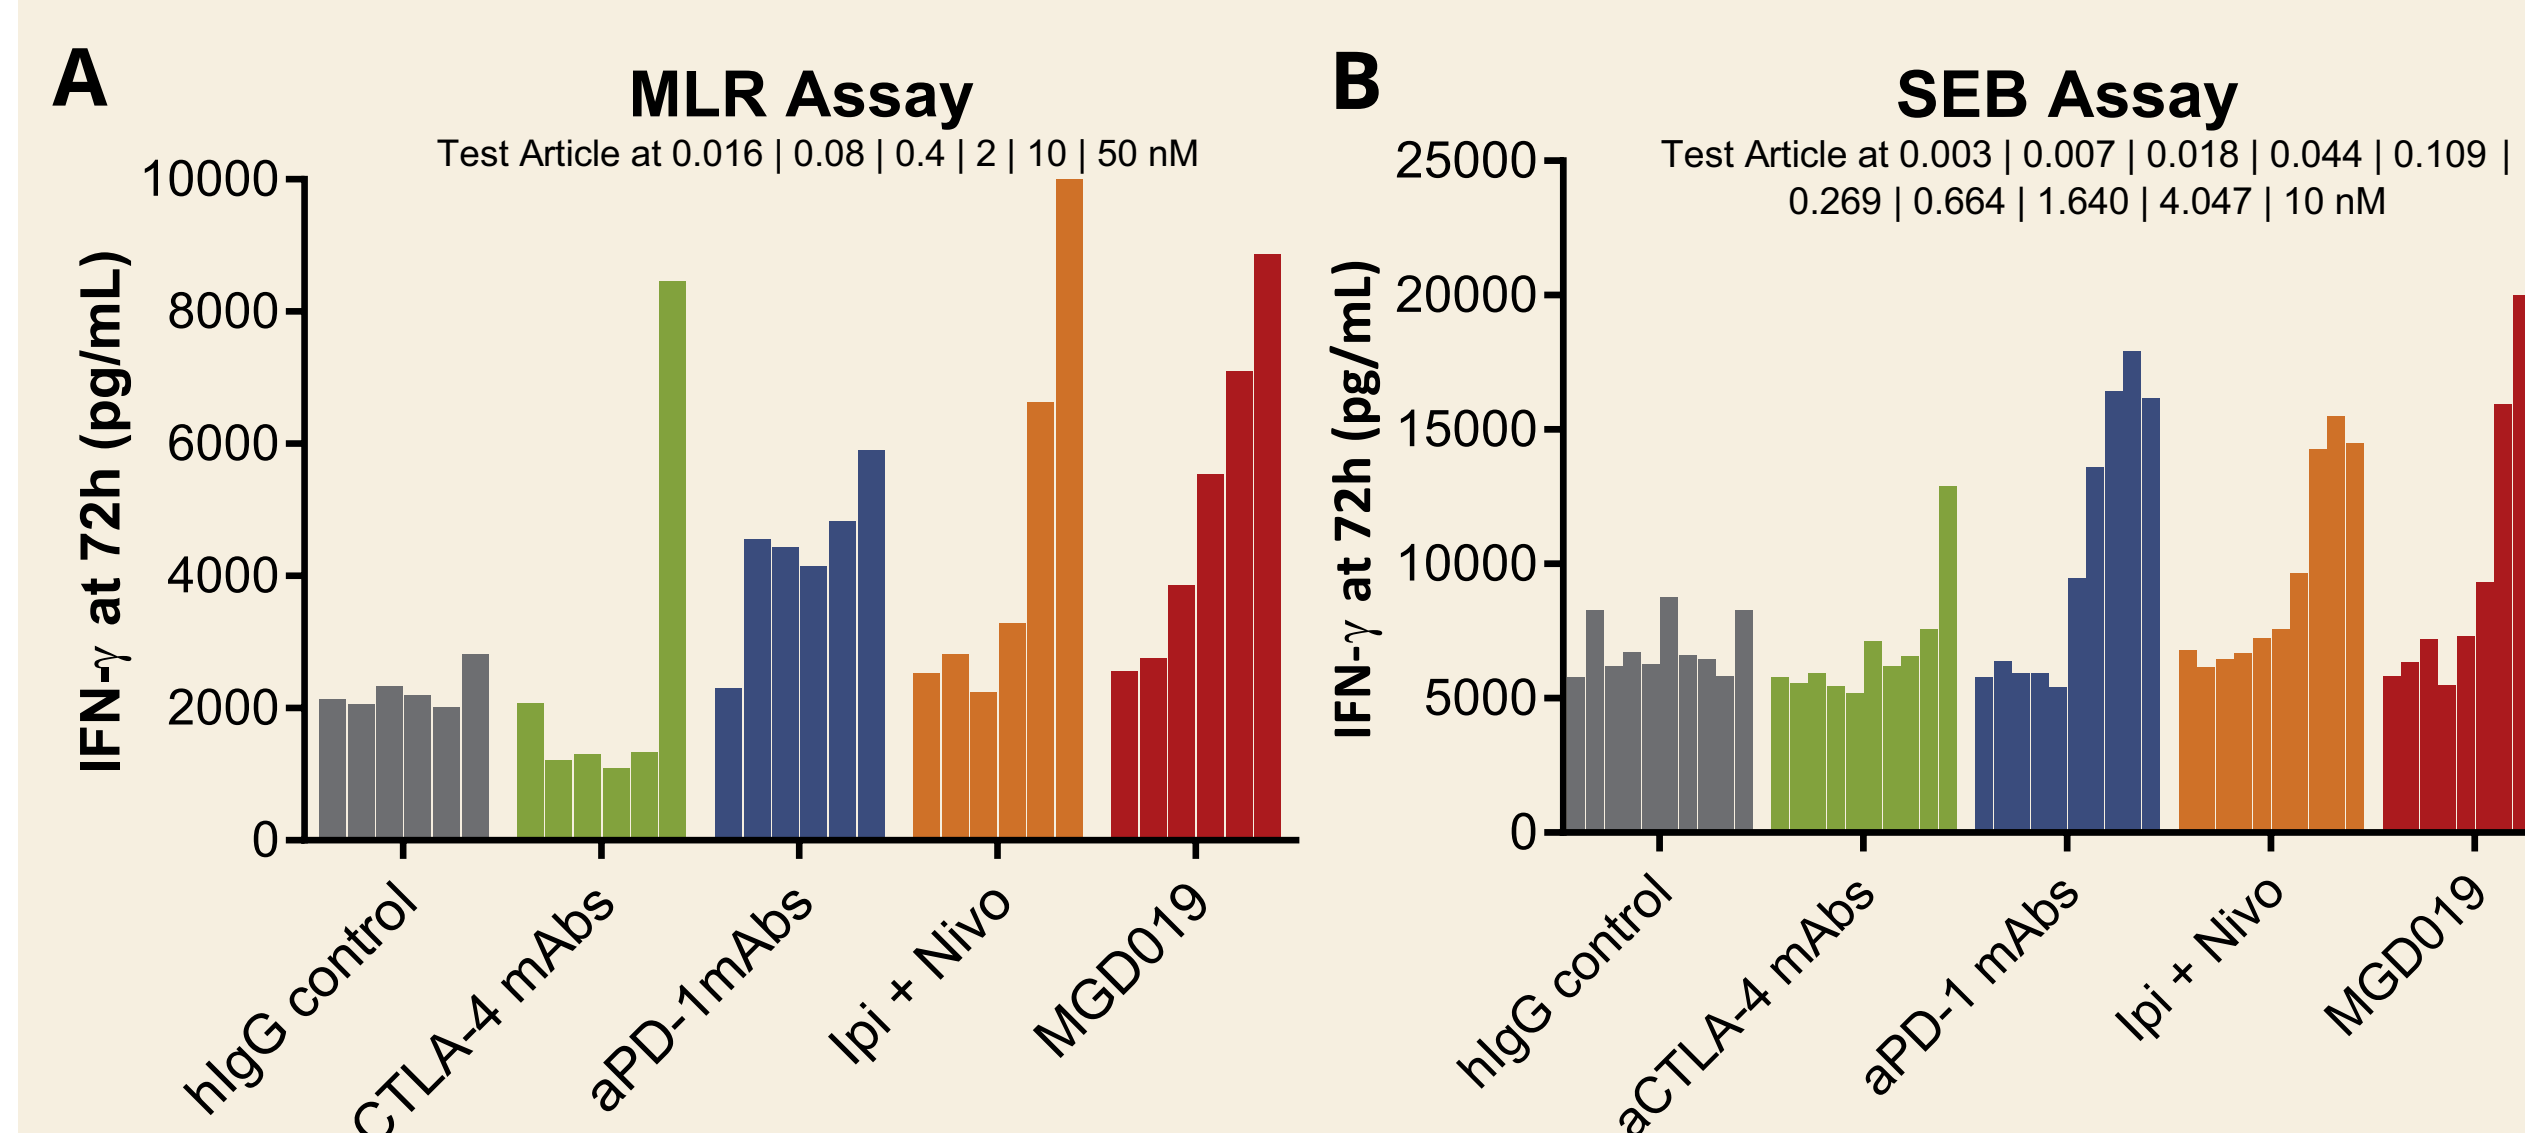 A
MLR Assay
Test Article at 0.016 | 0.08 | 0.4 | 2 | 10 | 50 nM
IFN-γ at 72h (pg/mL)
10000
8000
6000
4000
2000
0
hIgG control
CTLA-4 mAbs
aPD-1mAbs
Ipi + Nivo
MGD019
B
SEB Assay
Test Article at 0.003 | 0.007 | 0.018 | 0.044 | 0.109 |
0.269 | 0.664 | 1.640 | 4.047 | 10 nM
IFN-γ at 72h (pg/mL)
25000
20000
15000
10000
5000
0
hIgG control
aCTLA-4 mAbs
aPD-1 mAbs
Ipi + Nivo
MGD019